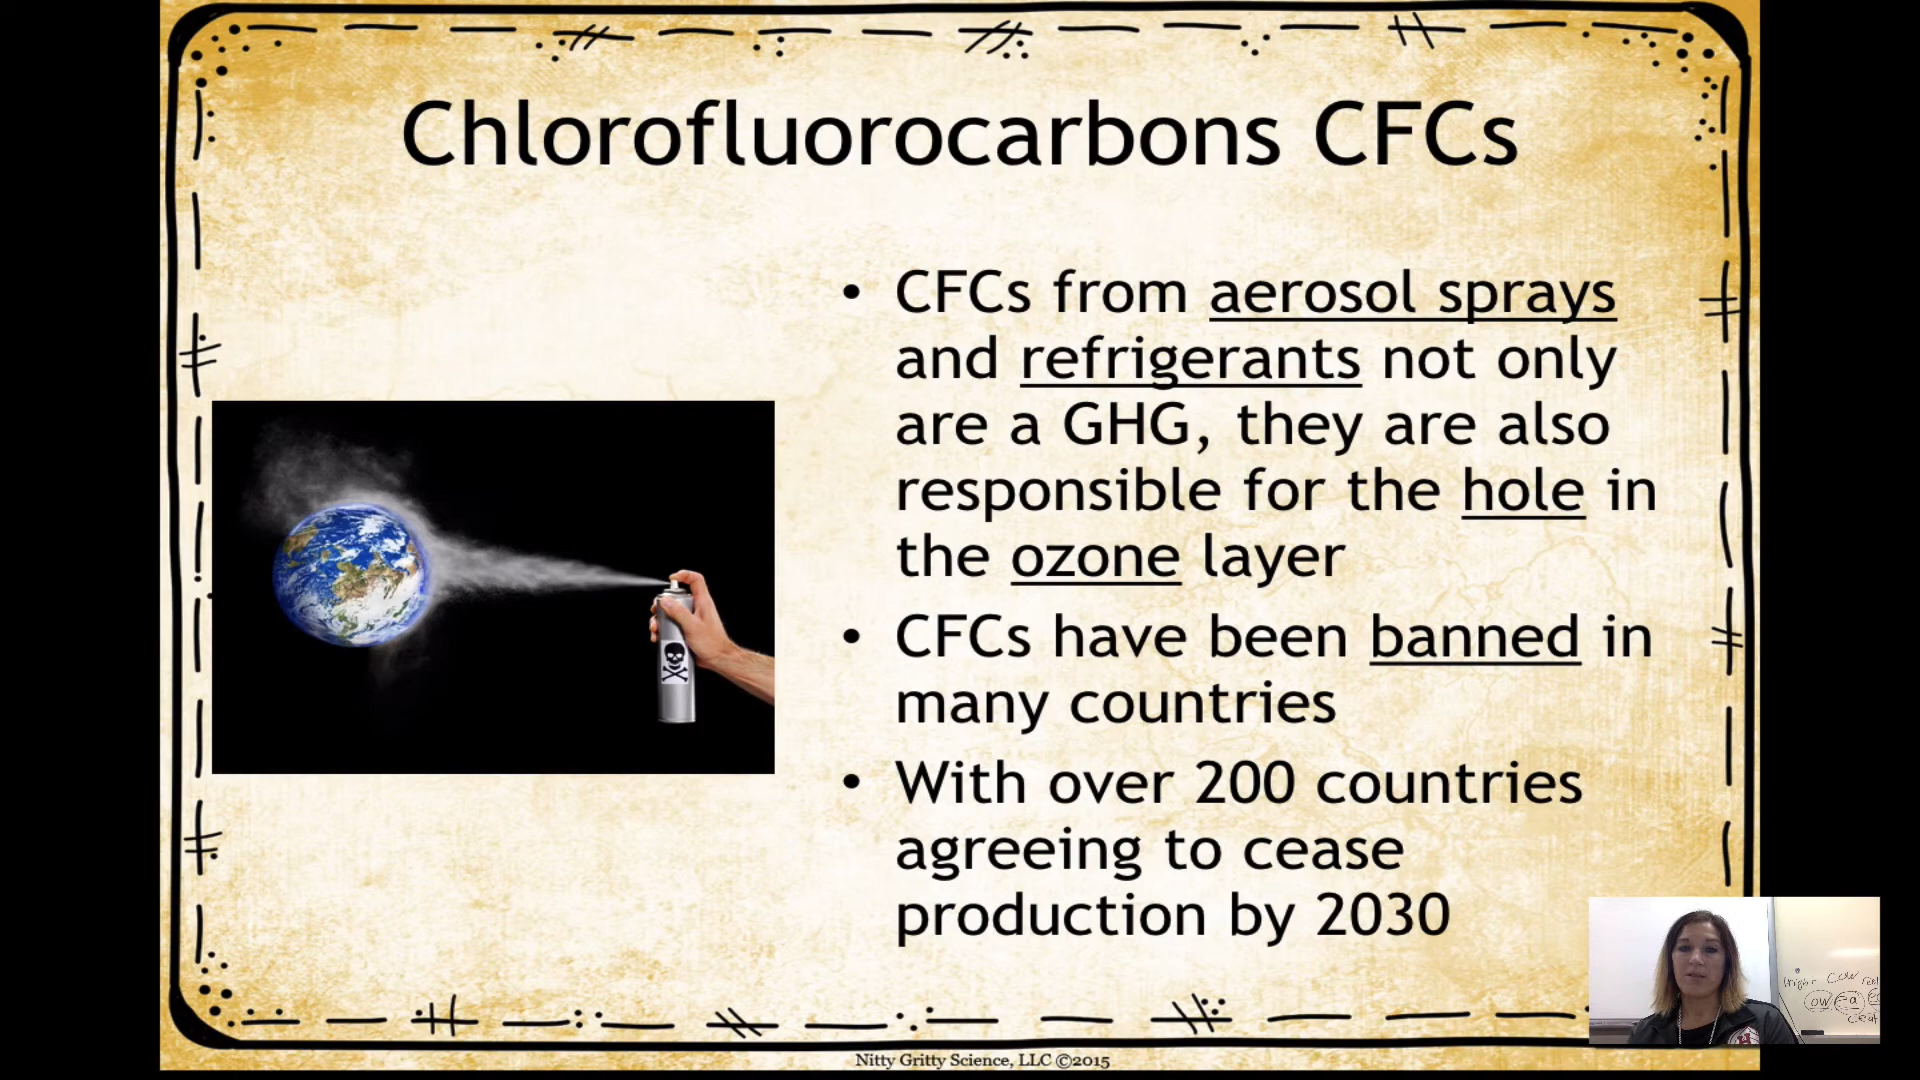 Chlorofluorocarbons CFCs
• CFCs from aerosol sprays
and refrigerants not only
are a GHG, they are also
responsible for the hole in
the ozone layer
• CFCs have been banned in
many countries
• With over 200 countries
agreeing to cease
production by 2030
Nitty Gritty Science, LLC ©2015
ow